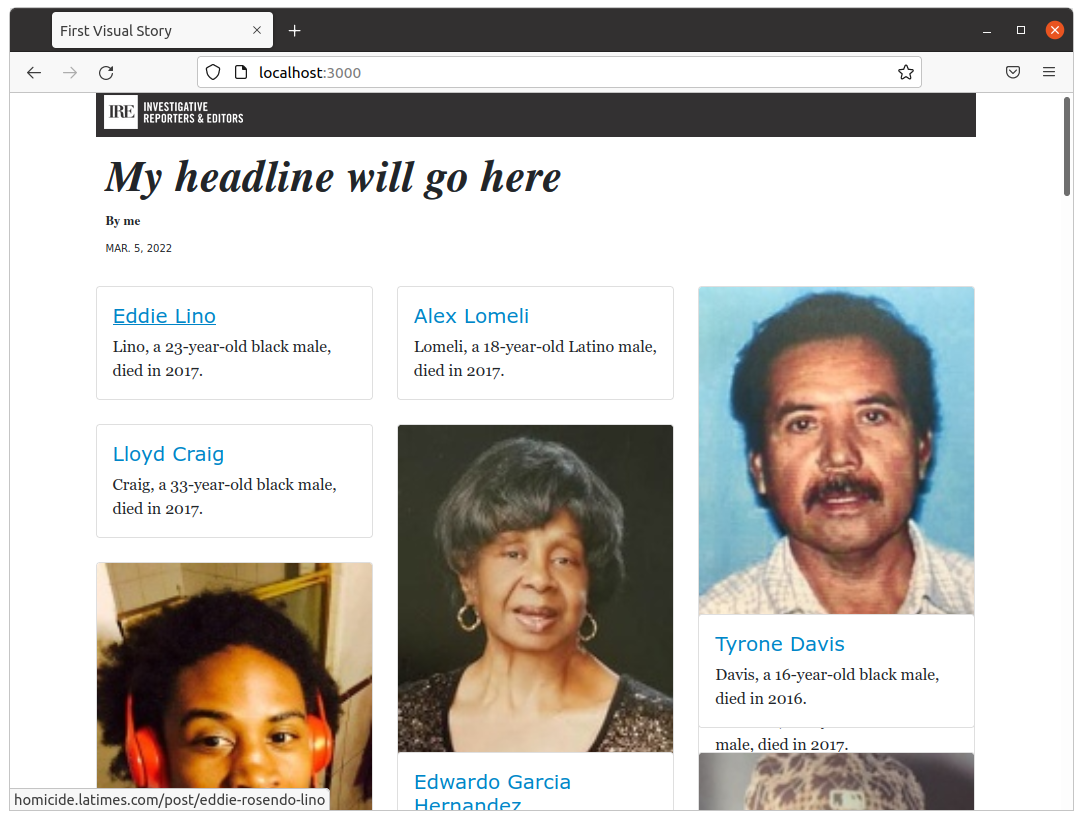 First Visual Story
localhost:3000
IRE
INVESTIGATIVE
REPORTERS & EDITORS
My headline will go here
By me
MAR. 5, 2022
Eddie Lino
Lino, a 23-year-old black male,
died in 2017.
Lloyd Craig
Craig, a 33-year-old black male,
died in 2017.
Alex Lomeli
Lomeli, a 18-year-old Latino male,
died in 2017.
Edwardo Garcia
Hernandez
Tyrone Davis
Davis, a 16-year-old black male,
died in 2016.
male, died in 2017.
homicide.latimes.com/post/eddie-rosendo-lino